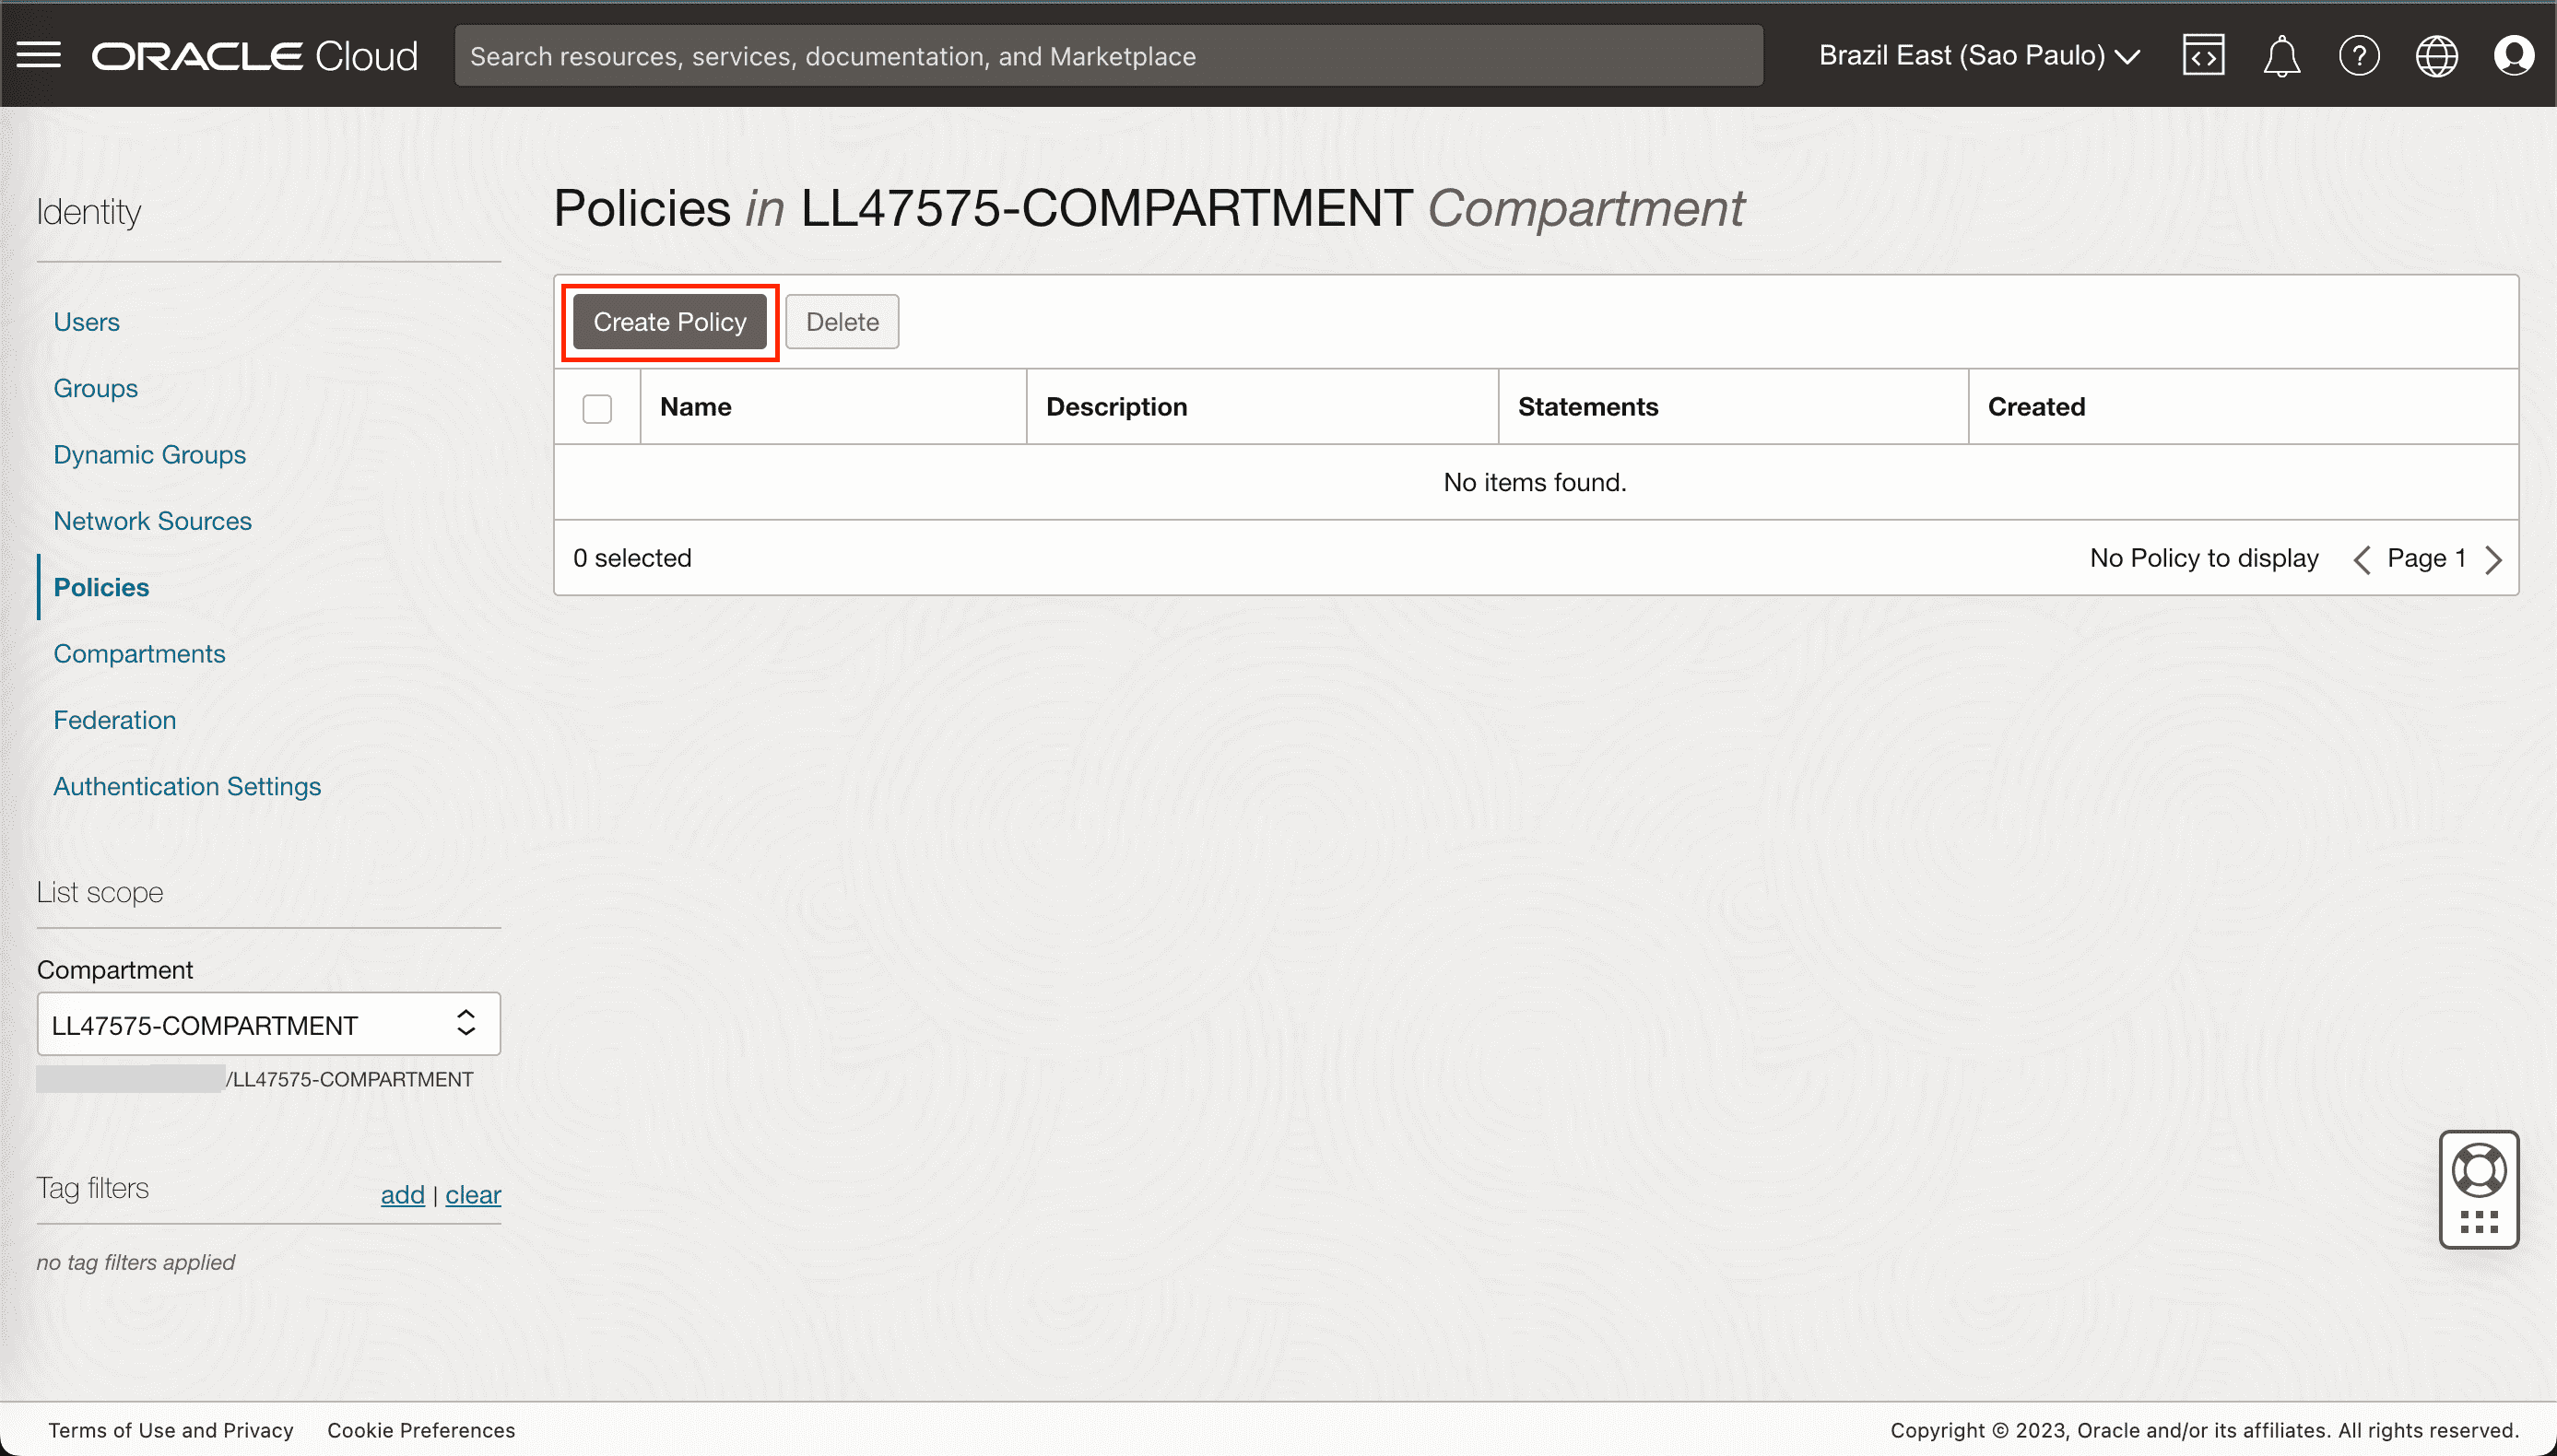 ORACLE Cloud
Search resources, services, documentation, and Marketplace
Brazil East (Sao Paulo)
Identity
Users
Groups
Dynamic Groups
Network Sources
Policies
Compartments
Federation
Authentication Settings
List scope
Compartment
LL47575-COMPARTMENT
/LL47575-COMPARTMENT
Tag filters
add | clear
no tag filters applied
Policies in LL47575-COMPARTMENT Compartment
Create Policy Delete
Name Description Statements Created
No items found.
0 selected No Policy to display Page 1
Terms of Use and Privacy Cookie Preferences Copyright © 2023, Oracle and/or its affiliates. All rights reserved.